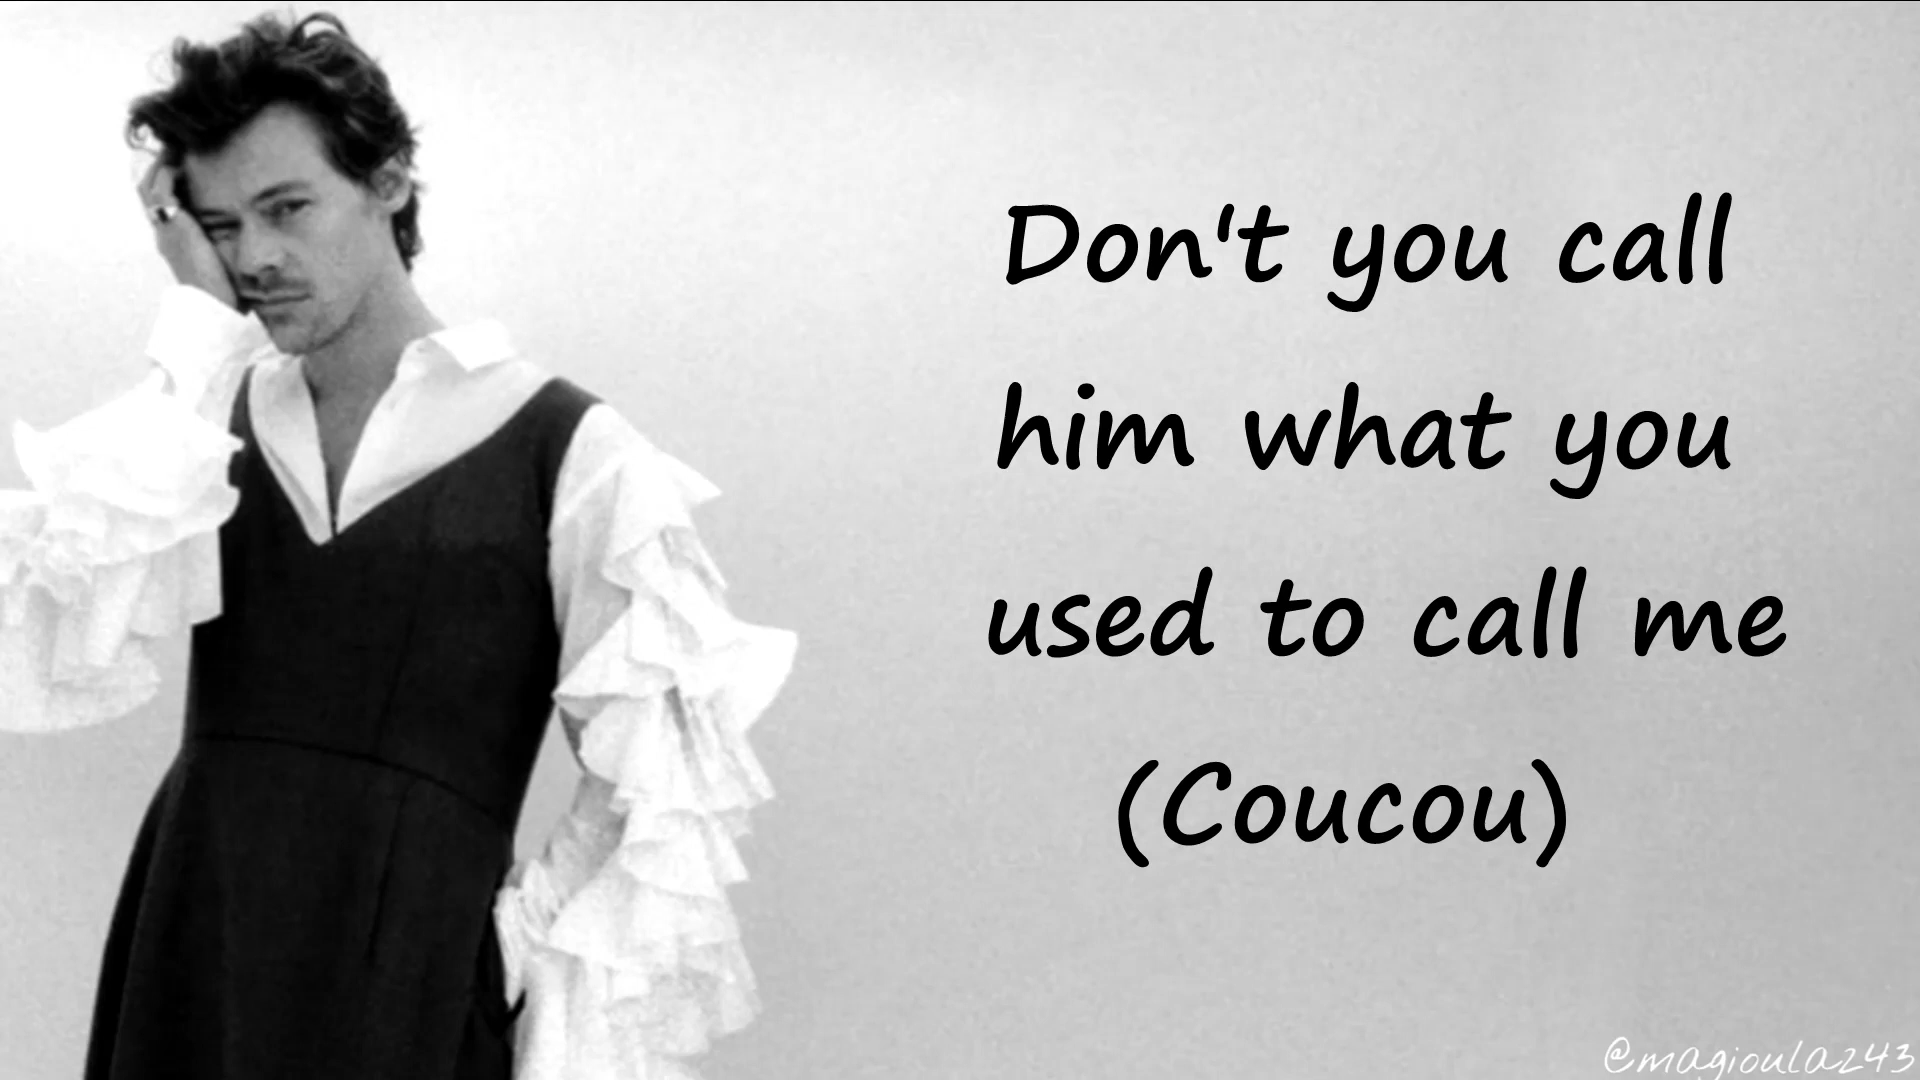 Don't you call
him what you
used to call me
(Coucou)
@magioula243